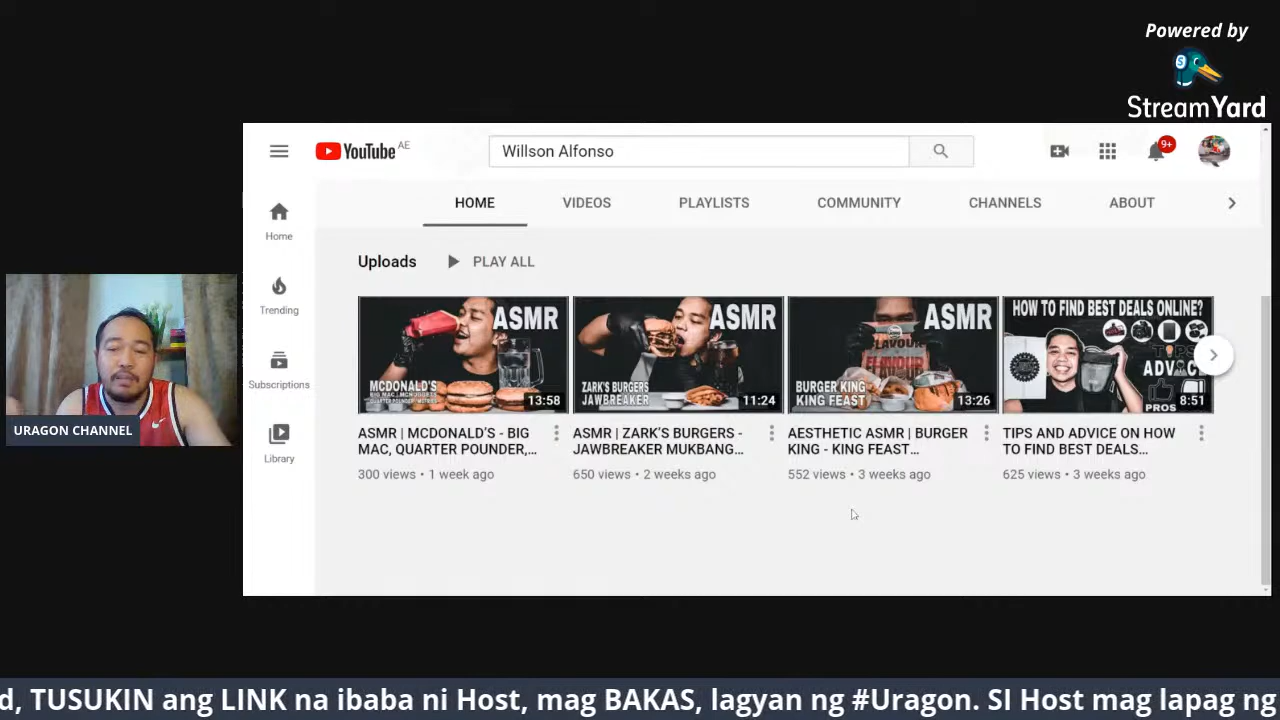 Powered by
StreamYard
YouTube AE
Willson Alfonso
9+
HOME VIDEOS PLAYLISTS COMMUNITY CHANNELS ABOUT
Home
Trending
Subscriptions
Library
Uploads PLAY ALL
ASMR
MCDONALD'S
13:58
ASMR
ZARK'S BURGERS
JAWBREAKER
11:24
ASMR
BURGER KING
KING FEAST
13:26
HOW TO FIND BEST DEALS ONLINE?
TIPS
ADVICE
PROS
8:51
ASMR | MCDONALD'S - BIG
MAC, QUARTER POUNDER,...
300 views • 1 week ago
ASMR | ZARK'S BURGERS -
JAWBREAKER MUKBANG...
650 views • 2 weeks ago
AESTHETIC ASMR | BURGER
KING - KING FEAST...
552 views • 3 weeks ago
TIPS AND ADVICE ON HOW
TO FIND BEST DEALS...
625 views • 3 weeks ago
URAGON CHANNEL
d, TUSUKIN ang LINK na ibaba ni Host, mag BAKAS, lagyan ng #Uragon. SI Host mag lapag ng